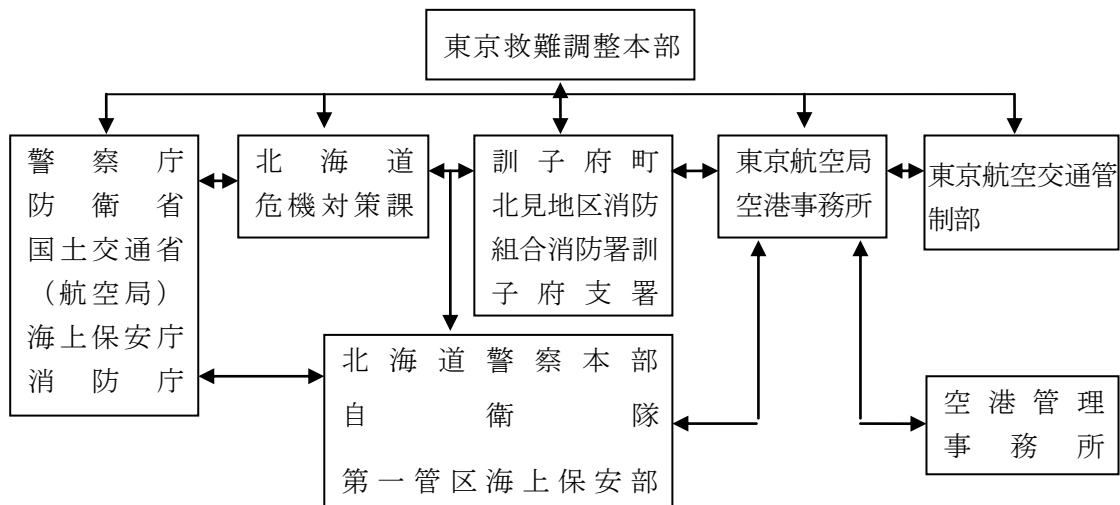 東京救難調整本部
警察庁
防衛省
国土交通省
(航空局)
海上保安庁
消防庁
北海道
危機対策課
訓子府町
北見地区消防
組合消防署訓
子府支署
東京航空局
空港事務所
東京航空交通管
制部
北海道警察本部
自衛隊
第一管区海上保安部
空港管理
事務所